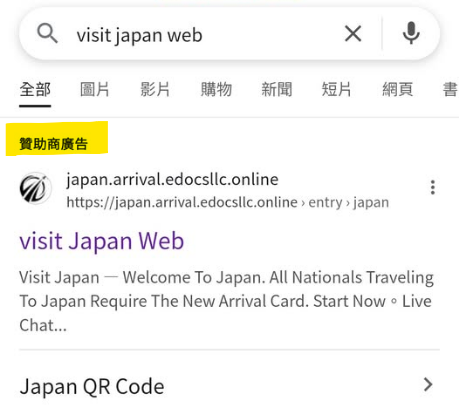 visit japan web
全部 圖片 影片 購物 新聞 短片 網頁 書
贊助商廣告
japan.arrival.edocsllc.online
https://japan.arrival.edocsllc.online › entry › japan
visit Japan Web
Visit Japan — Welcome To Japan. All Nationals Traveling
To Japan Require The New Arrival Card. Start Now。Live
Chat...
Japan QR Code